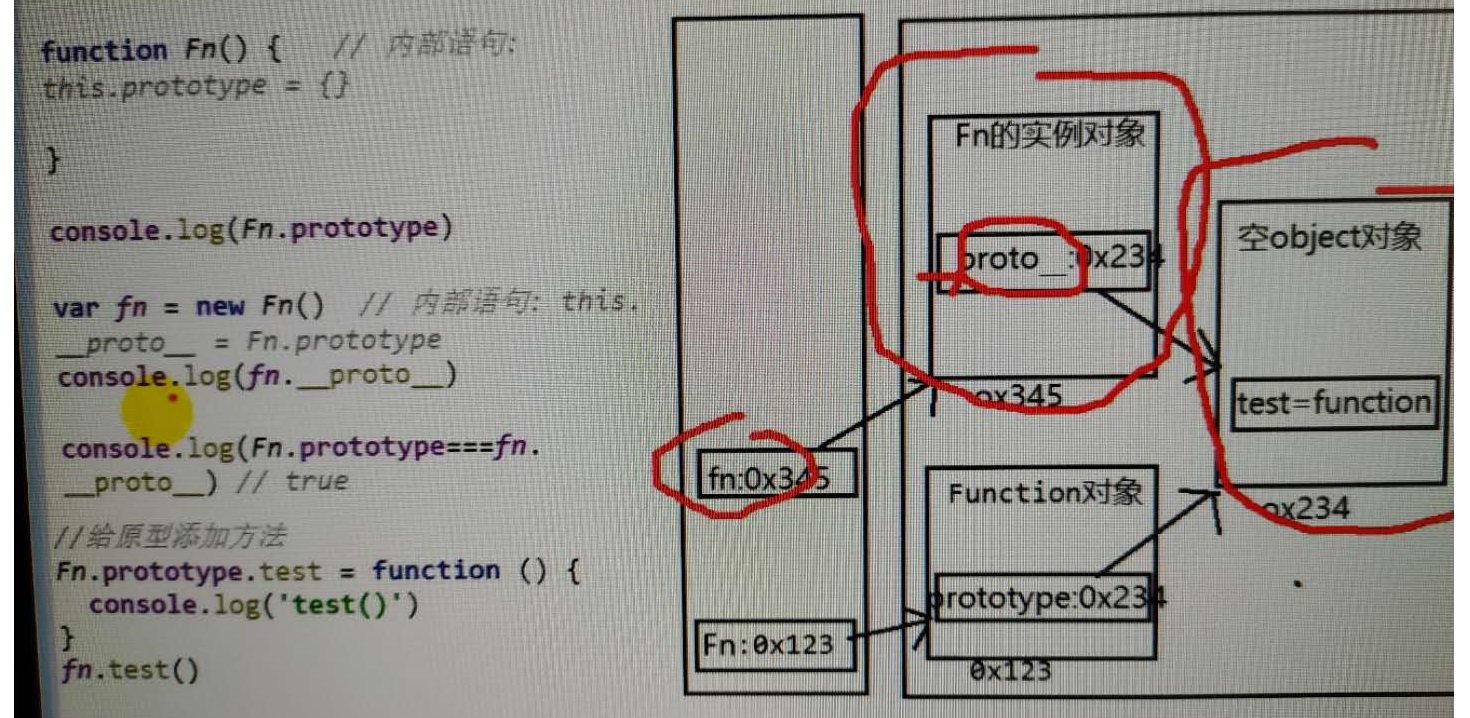 function Fn() { // 内部语句:
this.prototype = {}
}
console.log(Fn.prototype)
var fn = new Fn() // 内部语句: this.
__proto__ = Fn.prototype
console.log(fn.__proto__)
console.log(Fn.prototype===fn.
__proto__) // true
//给原型添加方法
Fn.prototype.test = function () {
console.log('test()')
}
fn.test()
fn:0x345
Fn:0x123
Fn的实例对象
proto__:0x234
0x345
Function对象
prototype:0x234
0x123
空object对象
test=function
0x234